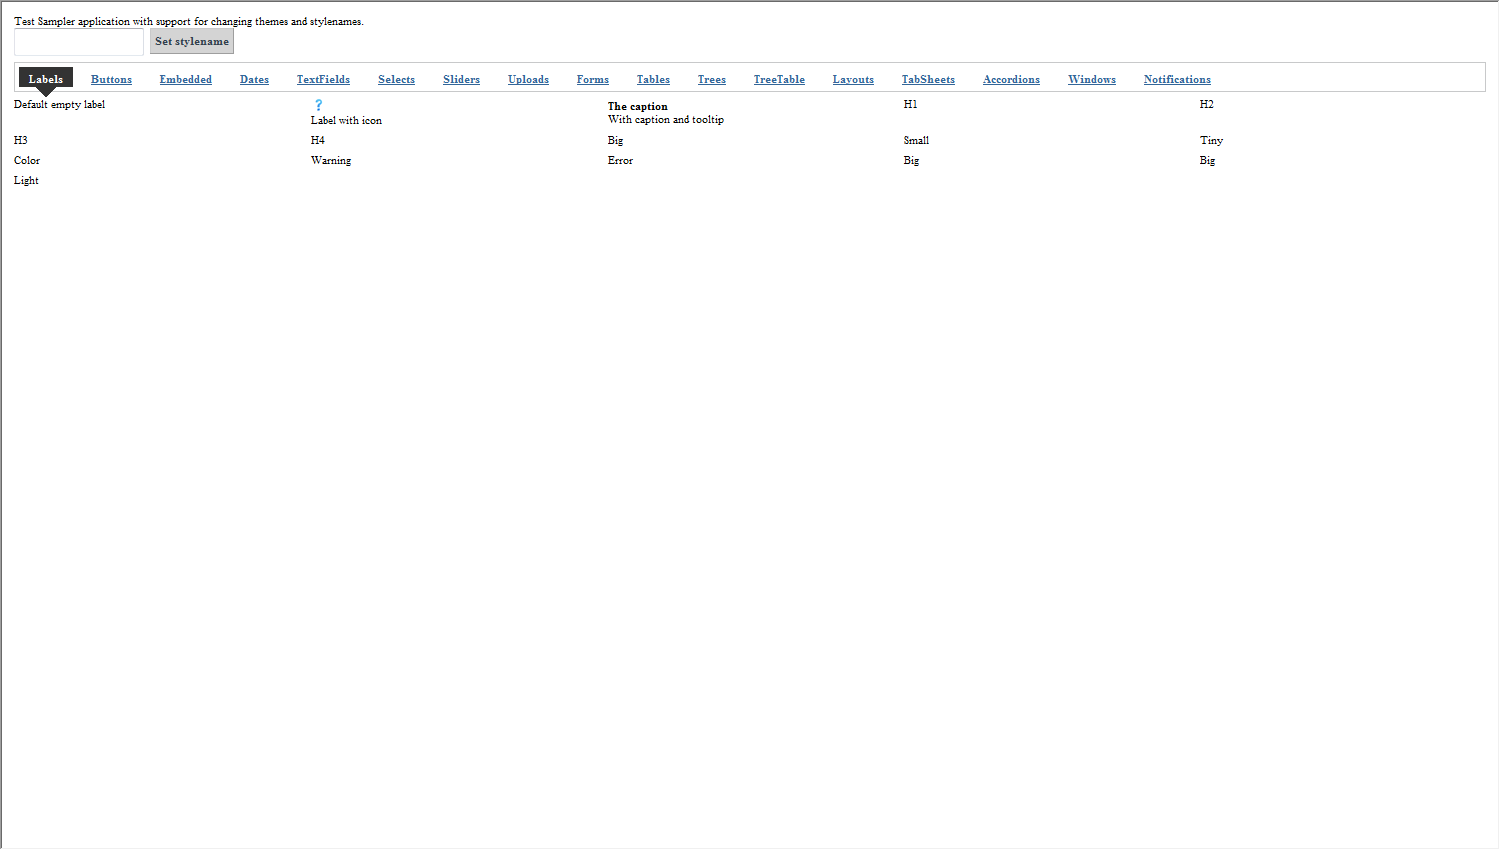 Test Sampler application with support for changing themes and stylenames.
Set stylename
Labels Buttons Embedded Dates TextFields Selects Sliders Uploads Forms Tables Trees TreeTable Layouts TabSheets Accordions Windows Notifications
Default empty label
?
Label with icon
The caption
With caption and tooltip
H1
H2
H3 H4 Big Small Tiny
Color Warning Error Big Big
Light